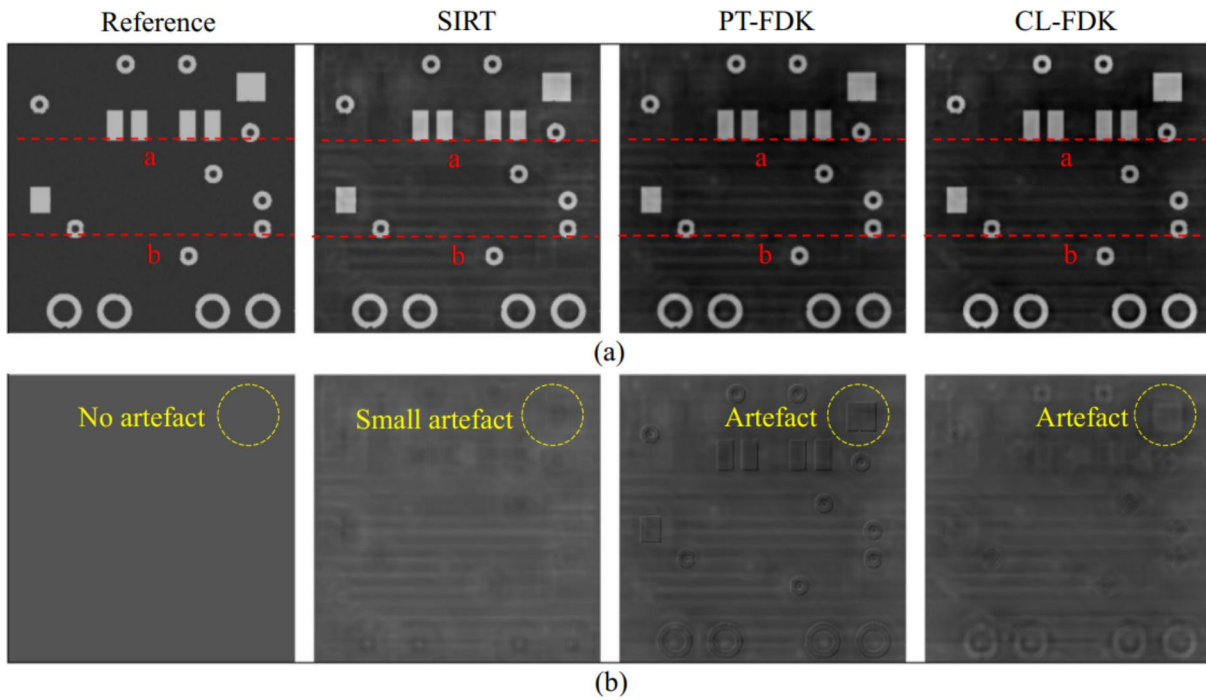 Reference SIRT PT-FDK CL-FDK
a a a a
b b b b
(a)
No artefact Small artefact Artefact Artefact
(b)